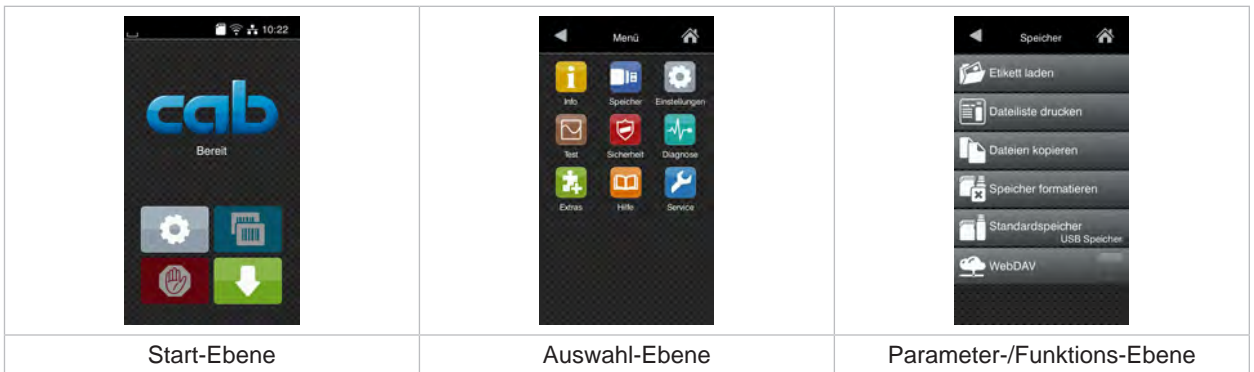 10:22
cab
Bereit
Start-Ebene
Menü
Info Speicher Einstellungen
Test Sicherheit Diagnose
Extras Hilfe Service
Auswahl-Ebene
Speicher
Etikett laden
Dateiliste drucken
Dateien kopieren
Speicher formatieren
Standardspeicher
USB Speicher
WebDAV
Parameter-/Funktions-Ebene